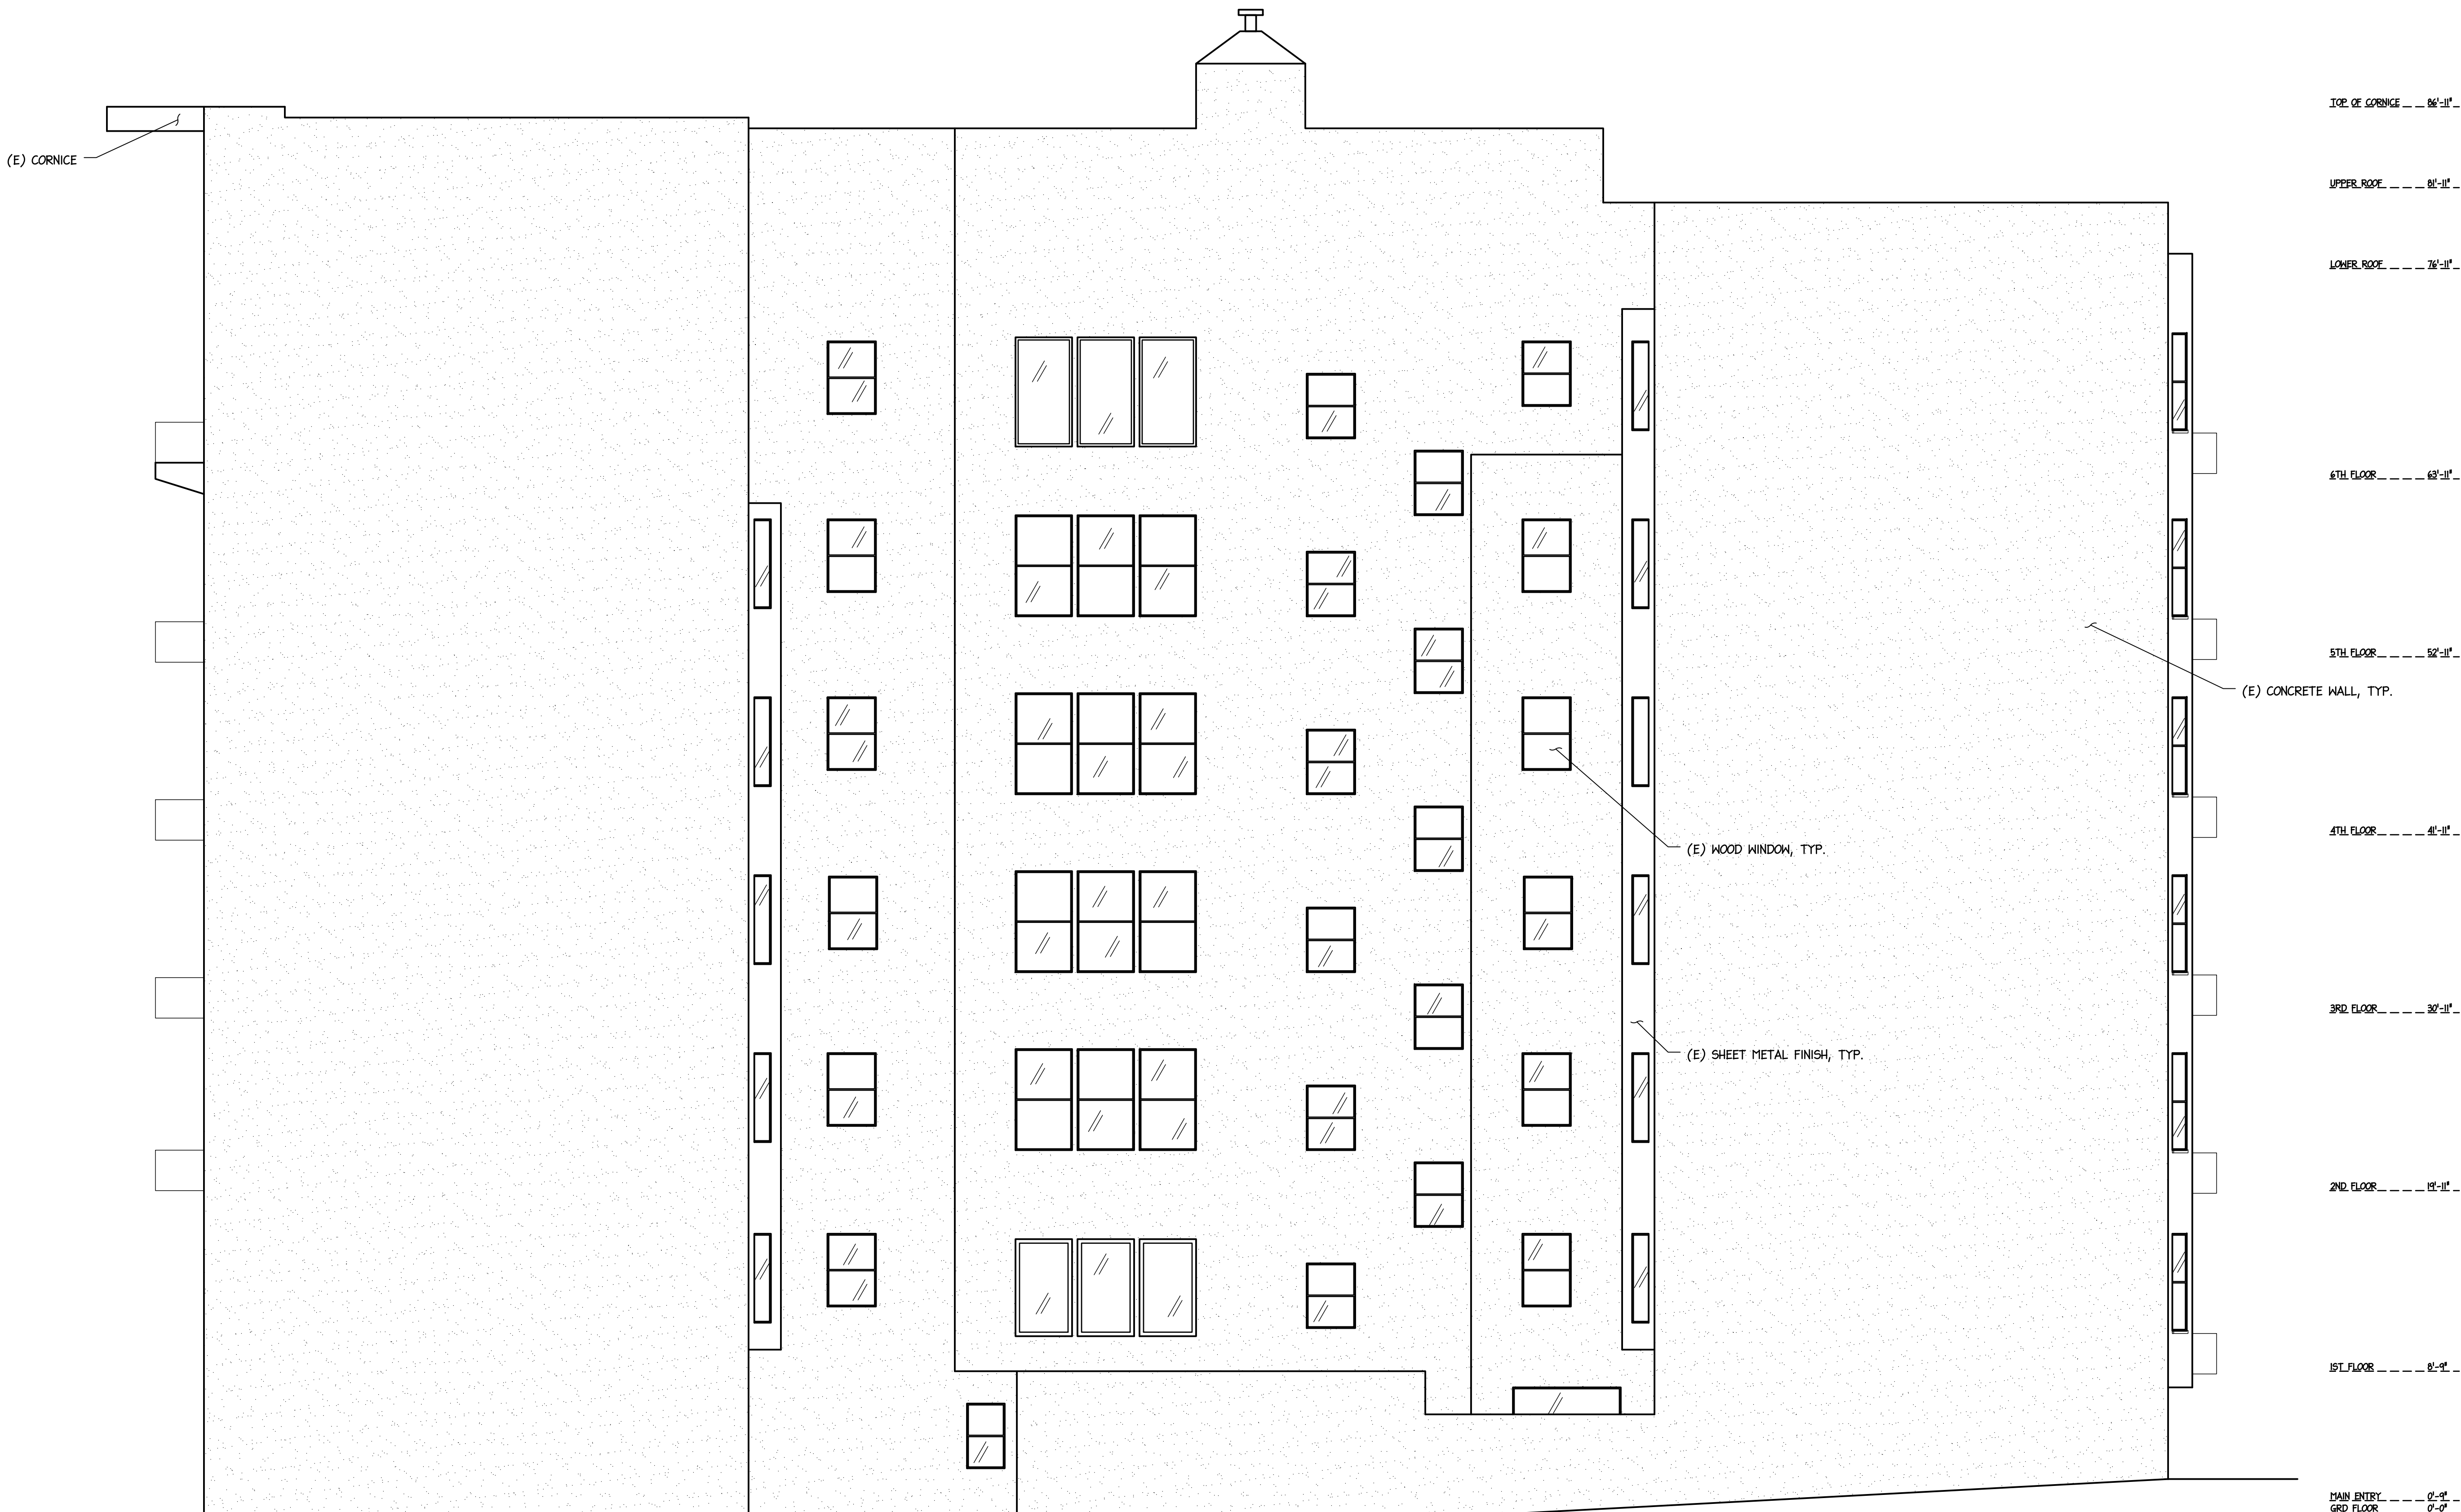 TOP OF CORNICE 86'-11"
(E) CORNICE
UPPER ROOF 81'-11"
LOWER ROOF 76'-11"
6TH FLOOR 63'-11"
5TH FLOOR 52'-11"
(E) CONCRETE WALL, TYP.
4TH FLOOR 41'-11"
(E) WOOD WINDOW, TYP.
3RD FLOOR 30'-11"
(E) SHEET METAL FINISH, TYP.
2ND FLOOR 19'-11"
1ST FLOOR 8'-9"
MAIN ENTRY 0'-9"
GRD FLOOR 0'-0"